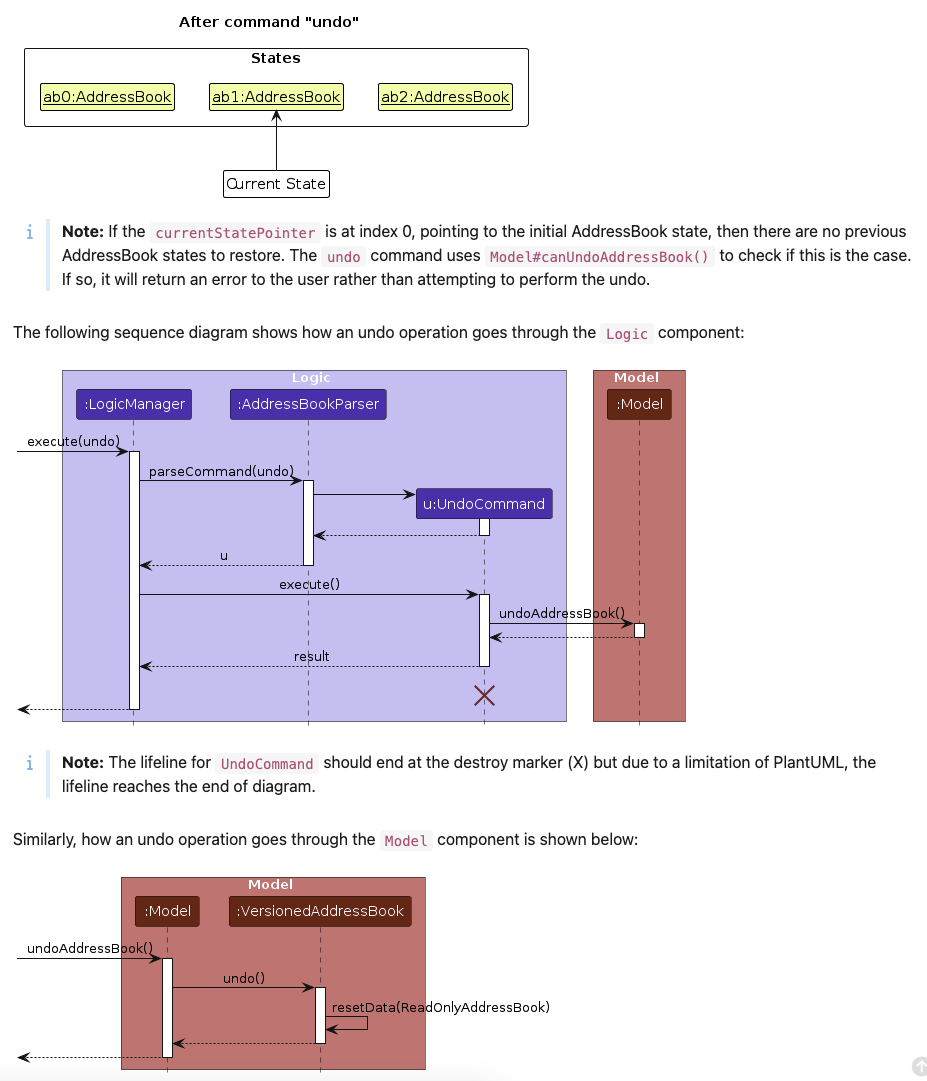 After command "undo"
States
ab0:AddressBook ab1:AddressBook ab2:AddressBook
Current State
i Note: If the currentStatePointer is at index 0, pointing to the initial AddressBook state, then there are no previous
AddressBook states to restore. The undo command uses Model#canUndoAddressBook() to check if this is the case.
If so, it will return an error to the user rather than attempting to perform the undo.
The following sequence diagram shows how an undo operation goes through the Logic component:
Logic Model
:LogicManager :AddressBookParser :Model
execute(undo)
parseCommand(undo)
u:UndoCommand
u
execute()
undoAddressBook()
result
i Note: The lifeline for UndoCommand should end at the destroy marker (X) but due to a limitation of PlantUML, the
lifeline reaches the end of diagram.
Similarly, how an undo operation goes through the Model component is shown below:
Model
:Model :VersionedAddressBook
undoAddressBook()
undo()
resetData(ReadOnlyAddressBook)